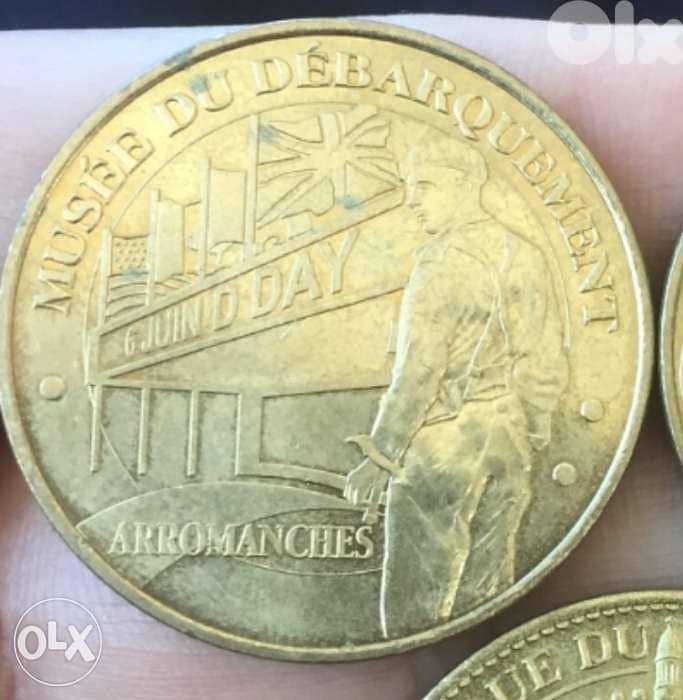 OLX
MUSÉE DU DÉBARQUEMENT
6 JUIN D DAY
ARROMANCHES
UE DU
OLX